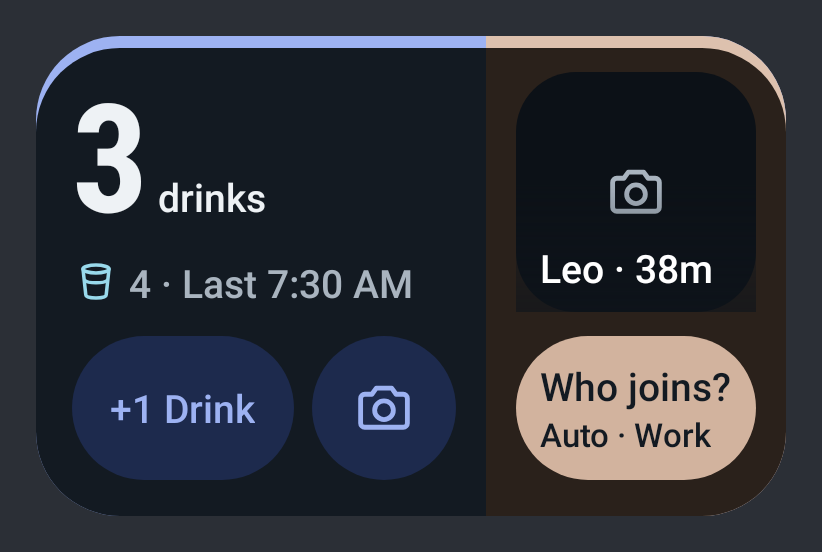 3 drinks
4 · Last 7:30 AM
+1 Drink
Leo · 38m
Who joins?
Auto · Work